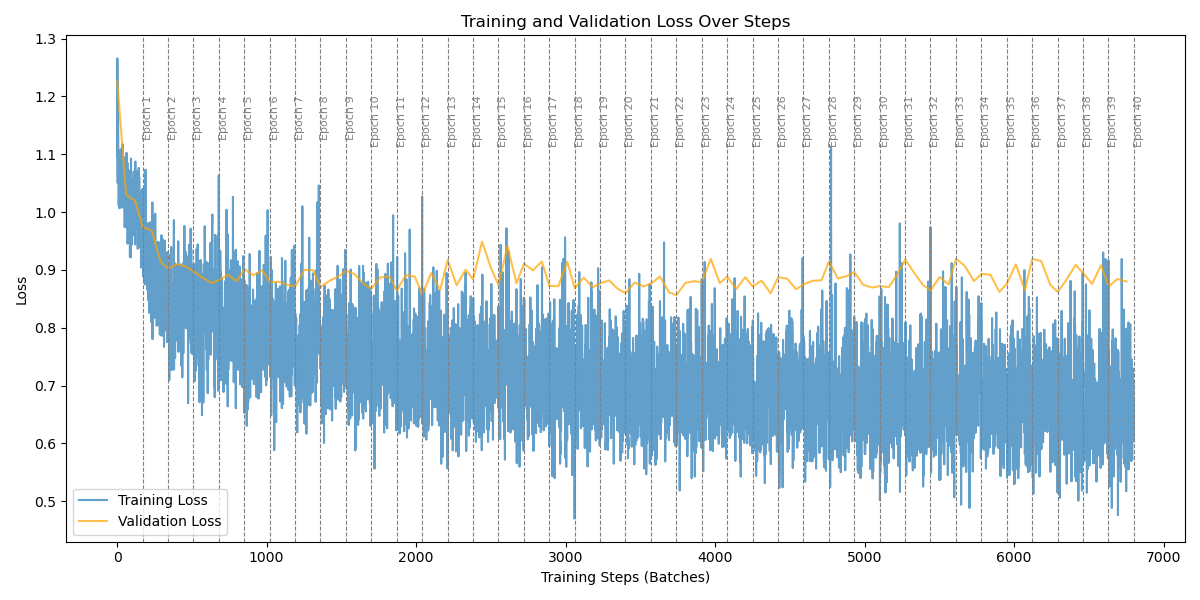 Training and Validation Loss Over Steps
1.3
1.2
1.1
1.0
0.9
0.8
0.7
0.6
0.5
Loss
Epoch 1
Epoch 2
Epoch 3
Epoch 4
Epoch 5
Epoch 6
Epoch 7
Epoch 8
Epoch 9
Epoch 10
Epoch 11
Epoch 12
Epoch 13
Epoch 14
Epoch 15
Epoch 16
Epoch 17
Epoch 18
Epoch 19
Epoch 20
Epoch 21
Epoch 22
Epoch 23
Epoch 24
Epoch 25
Epoch 26
Epoch 27
Epoch 28
Epoch 29
Epoch 30
Epoch 31
Epoch 32
Epoch 33
Epoch 34
Epoch 35
Epoch 36
Epoch 37
Epoch 38
Epoch 39
Epoch 40
Training Loss
Validation Loss
0 1000 2000 3000 4000 5000 6000 7000
Training Steps (Batches)